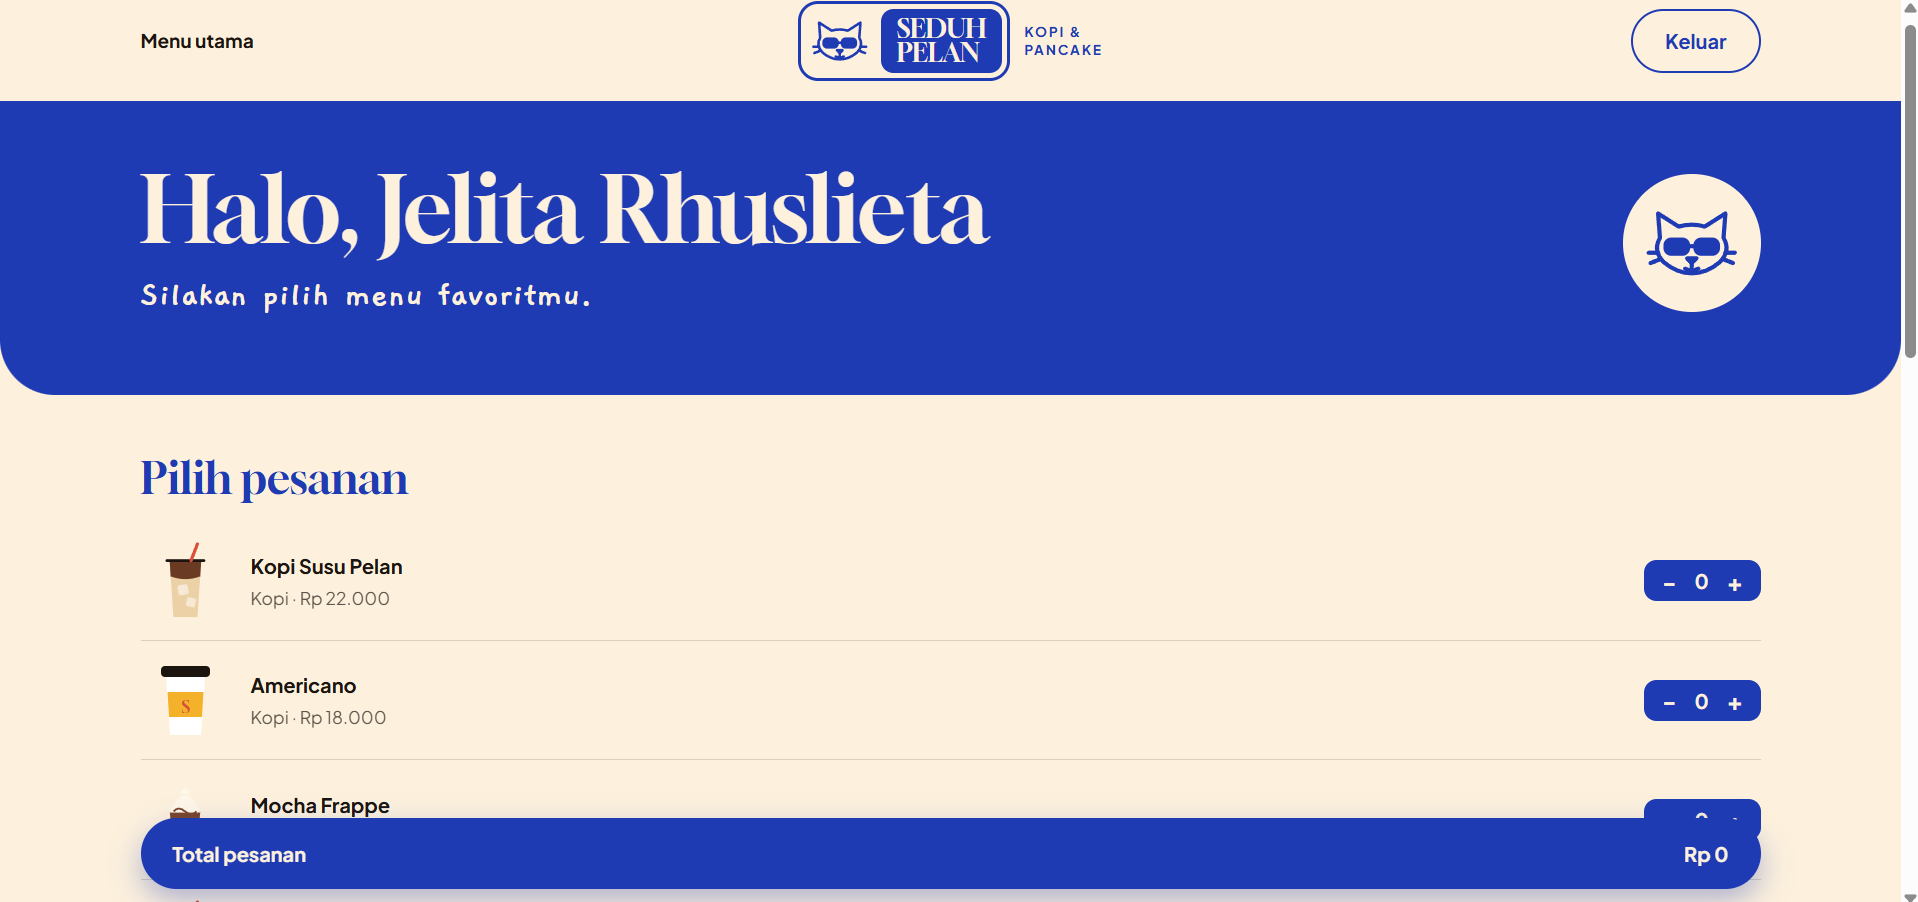 Menu utama
SEDUH
PELAN
KOPI &
PANCAKE
Keluar
Halo, Jelita Rhuslieta
Silakan pilih menu favoritmu.
Pilih pesanan
Kopi Susu Pelan
Kopi · Rp 22.000
− 0 +
Americano
Kopi · Rp 18.000
− 0 +
S
Mocha Frappe
Total pesanan
Rp 0